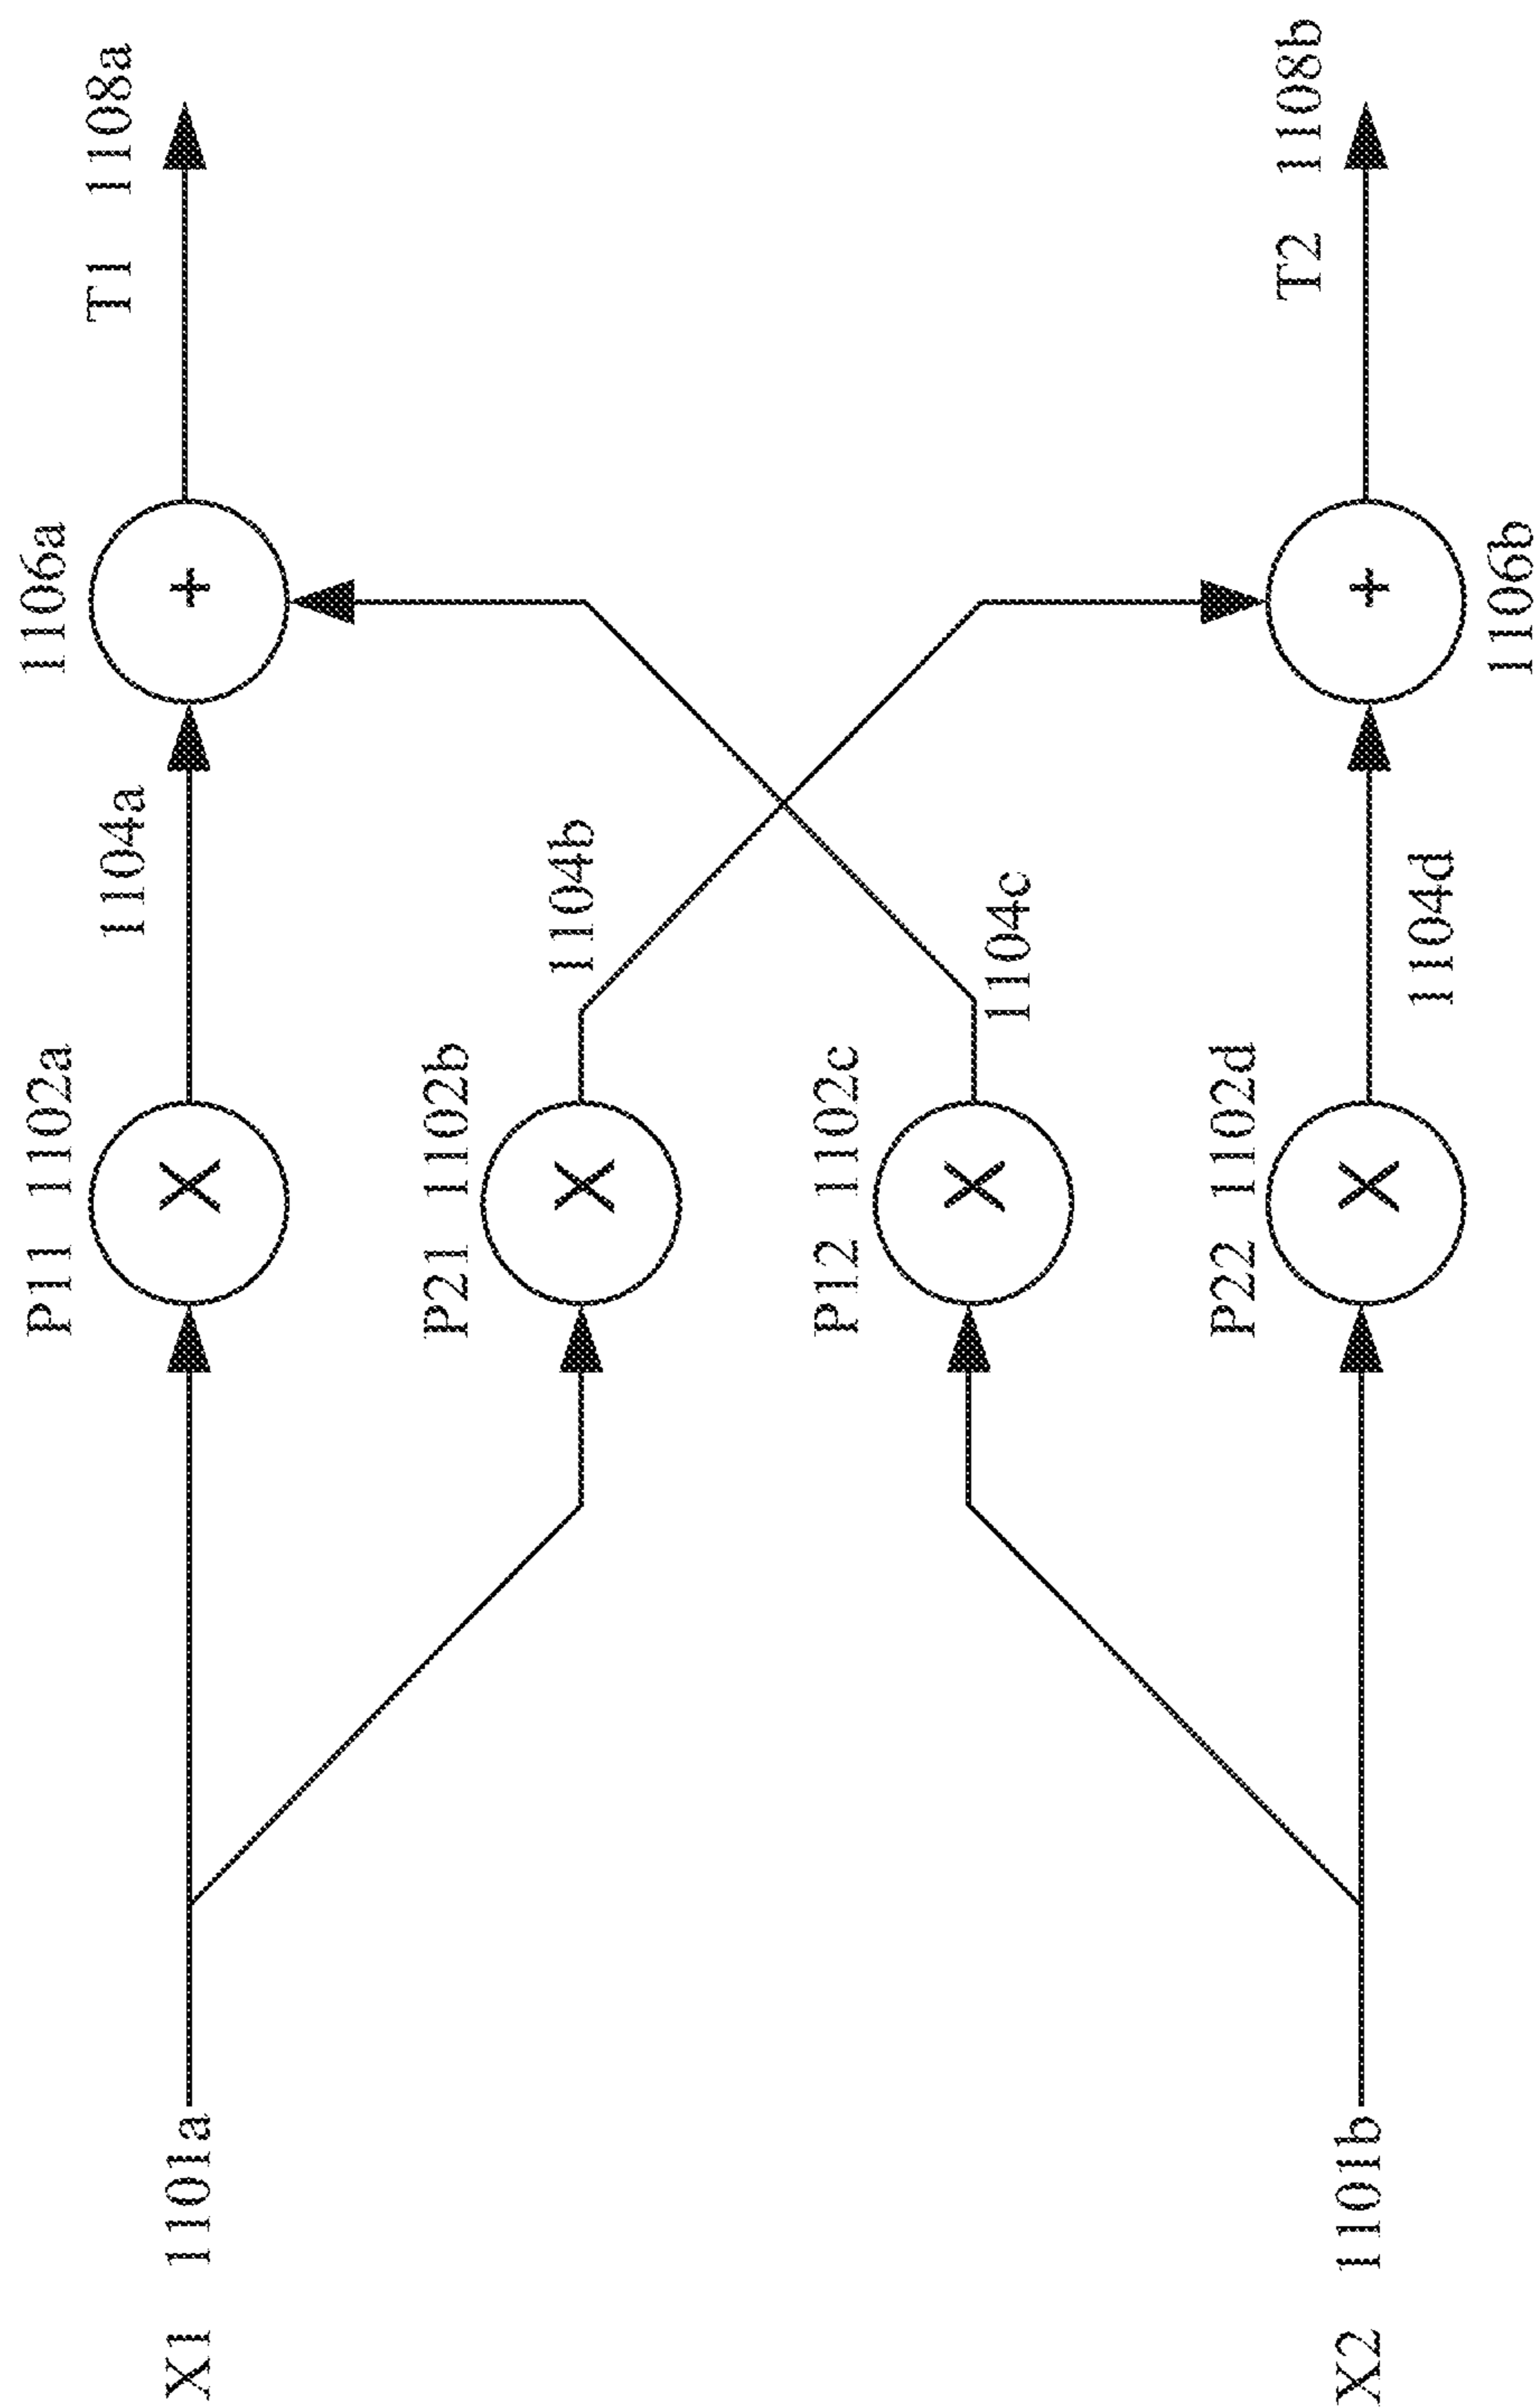 X1 1101a
P11 1102a
X
1104a
1106a
+
T1 1108a
P21 1102b
X
1104b
P12 1102c
X
1104c
X2 1101b
P22 1102d
X
1104d
1106b
+
T2 1108b